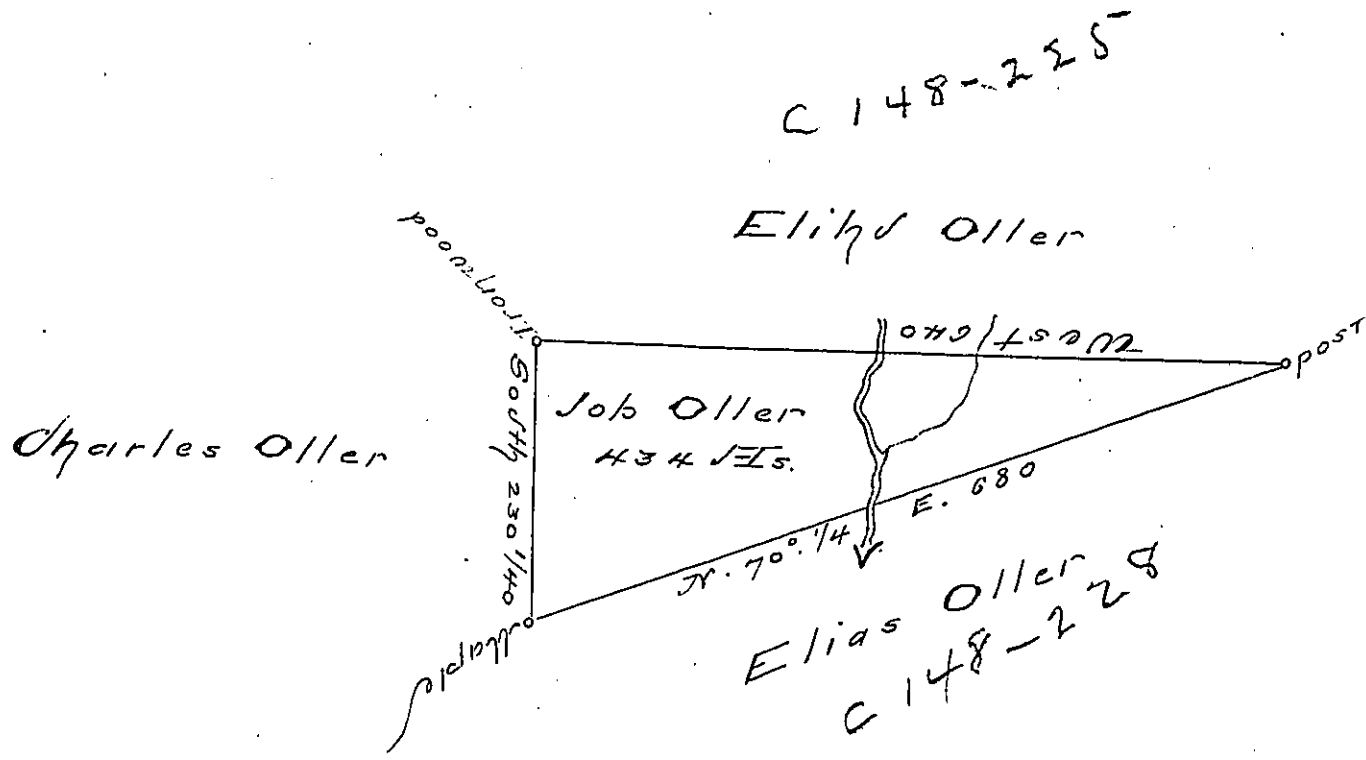 C 148-225
Elihu Oller
Ironwood
West 640
Post
South 230 1/40
Job Oller
434 As.
Charles Oller
N. 70°. 1/4 E. 680
Maple
Elias Oller
C 148-228